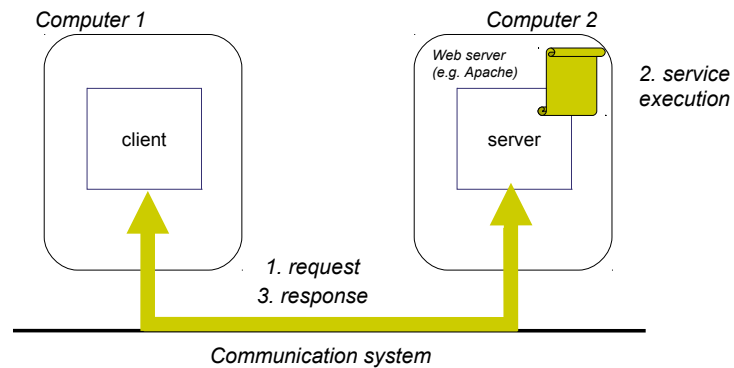 Computer 1
Computer 2
Web server
(e.g. Apache)
2. service
execution
client
server
1. request
3. response
Communication system